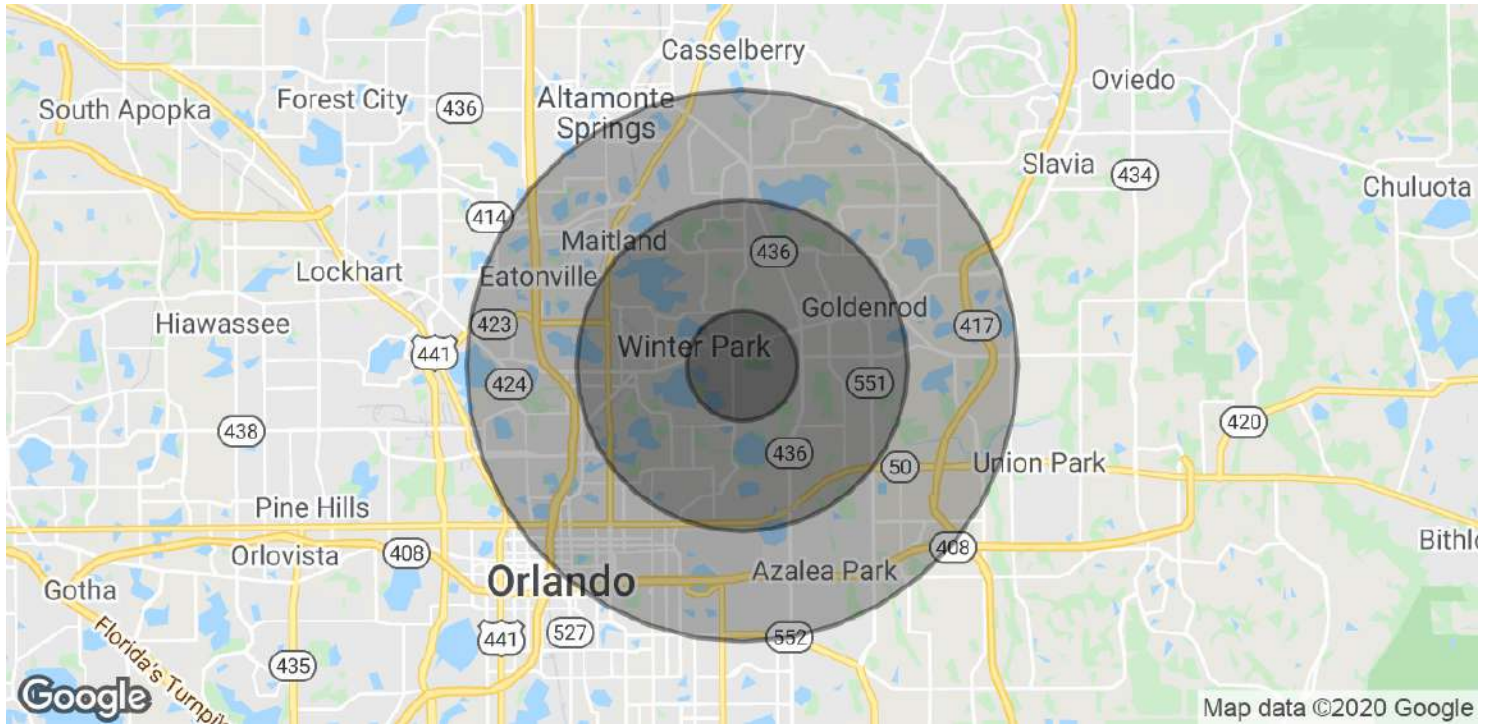 Casselberry
Oviedo
South Apopka
Forest City
436
Altamonte
Springs
Slavia
434
Chuluota
414
Maitland
436
Lockhart
Eatonville
Goldenrod
Hiawassee
423
417
441
Winter Park
424
551
438
420
436
50
Union Park
Pine Hills
Orlovista
408
408
Bithl
Gotha
Orlando
Azalea Park
441
527
552
435
Florida's Turnpik
Google
Map data ©2020 Google